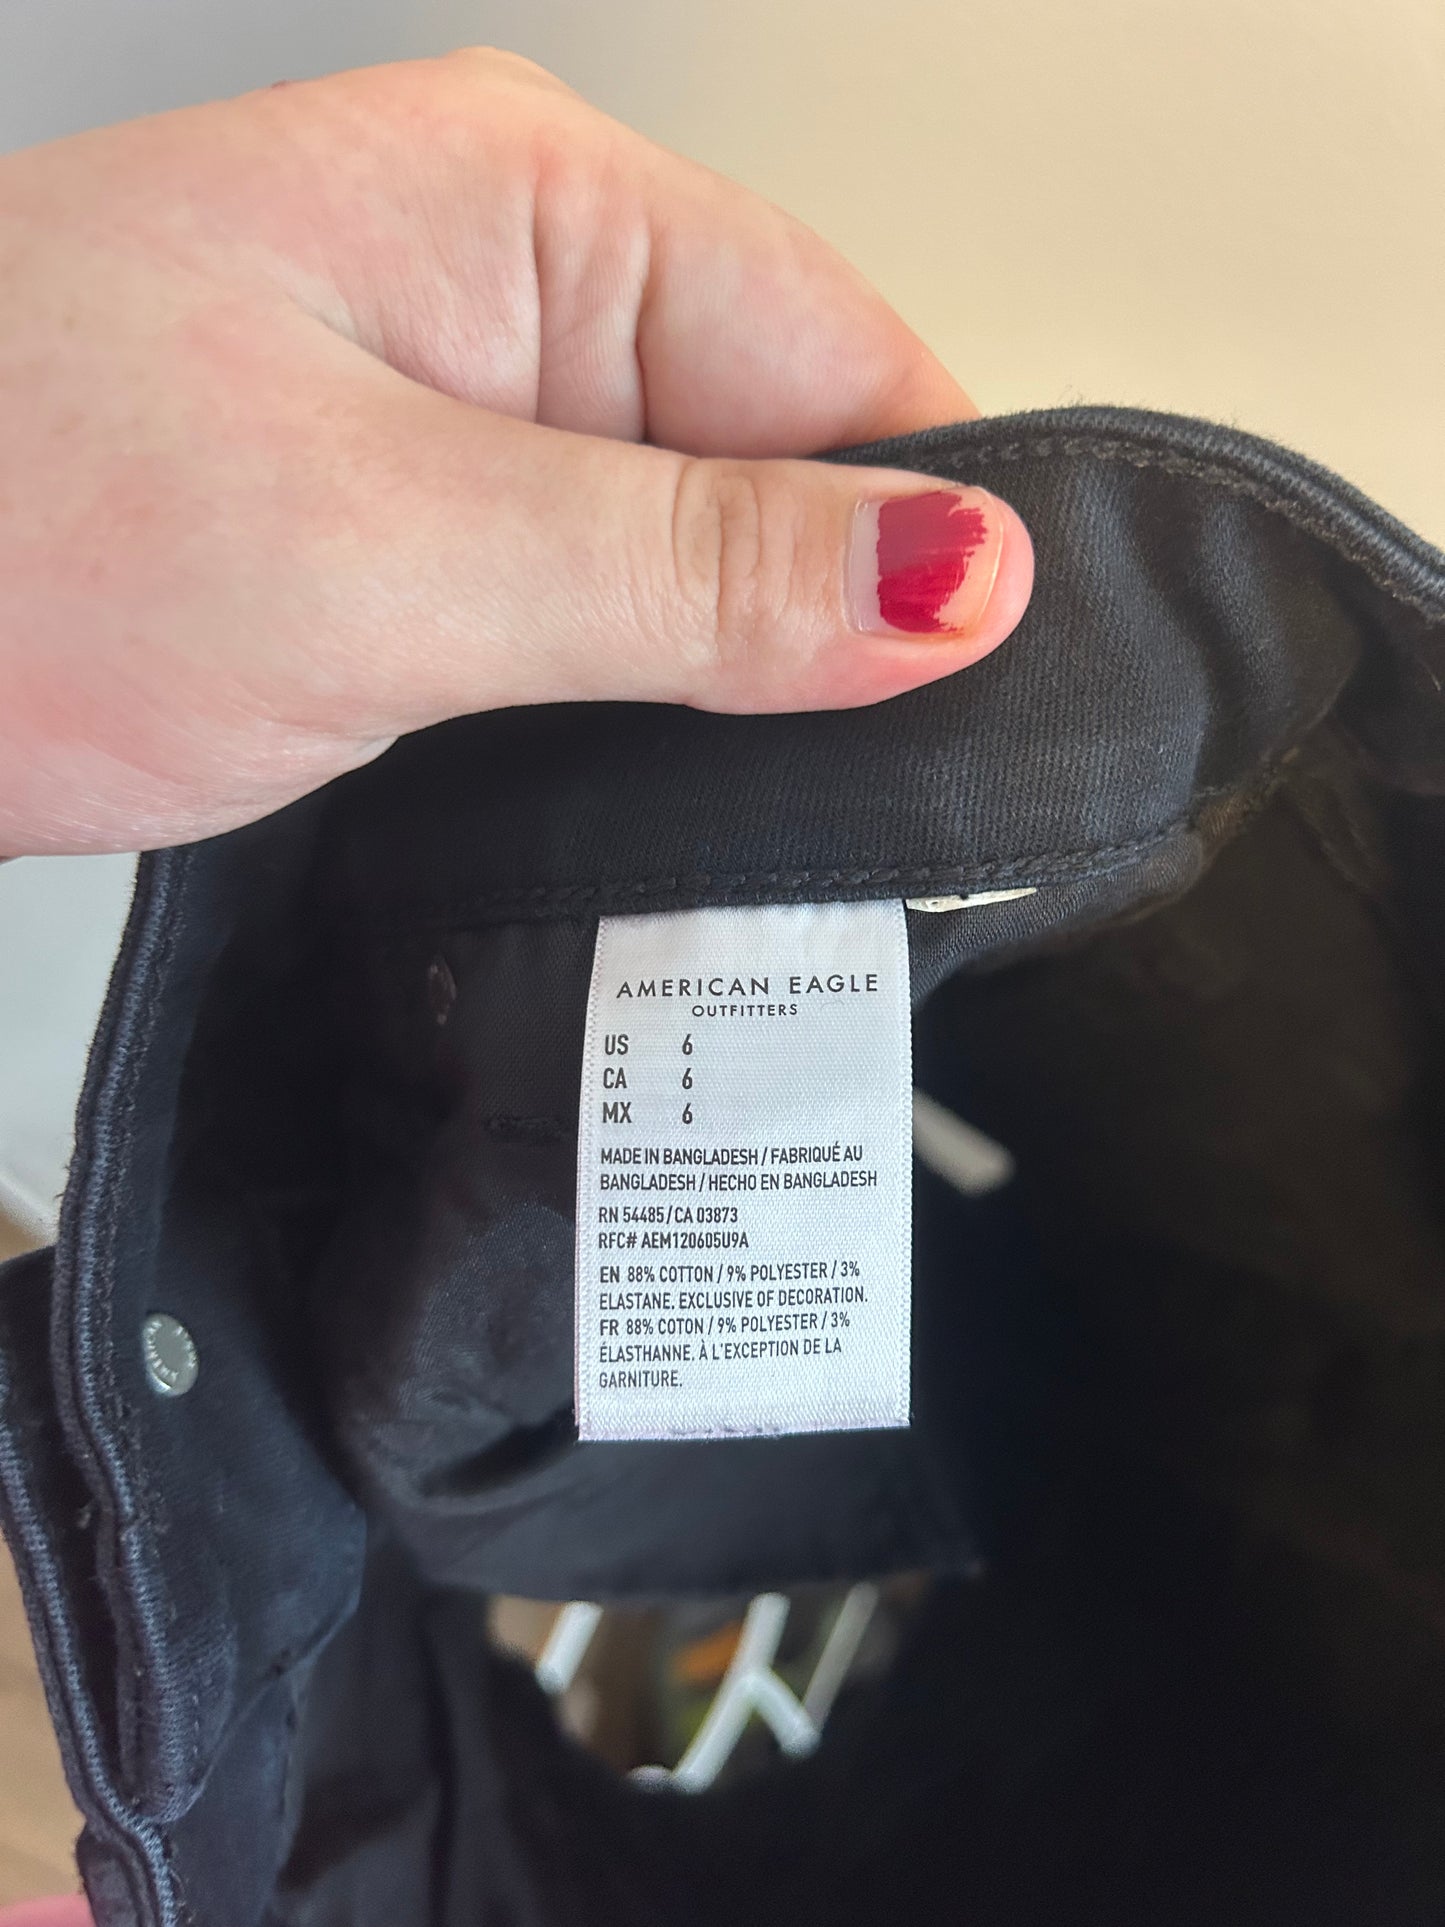 AMERICAN EAGLE
OUTFITTERS
US 6
CA 6
MX 6
MADE IN BANGLADESH / FABRIQUÉ AU
BANGLADESH / HECHO EN BANGLADESH
RN 54485 / CA 03873
RFC# AEM120605U9A
EN 88% COTTON / 9% POLYESTER / 3%
ELASTANE. EXCLUSIVE OF DECORATION.
FR 88% COTON / 9% POLYESTER / 3%
ÉLASTHANNE. À L'EXCEPTION DE LA
GARNITURE.